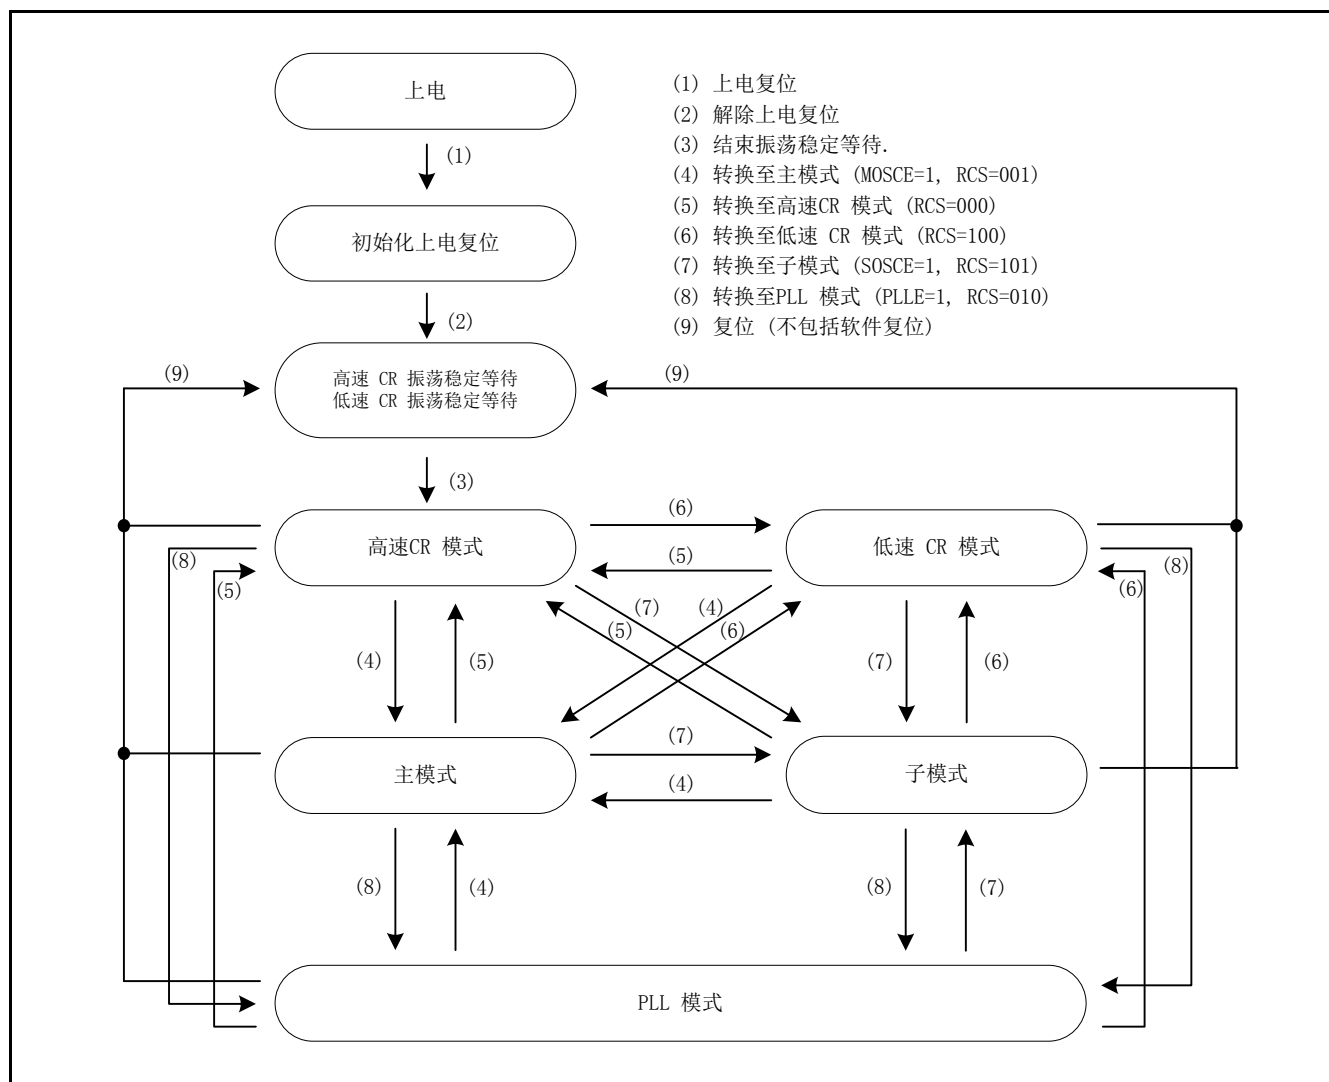 上电
(1) 上电复位
(2) 解除上电复位
(3) 结束振荡稳定等待.
(4) 转换至主模式 (MOSCE=1, RCS=001)
(5) 转换至高速CR 模式 (RCS=000)
(6) 转换至低速 CR 模式 (RCS=100)
(7) 转换至子模式 (SOSCE=1, RCS=101)
(8) 转换至PLL 模式 (PLLE=1, RCS=010)
(9) 复位 (不包括软件复位)
(1)
初始化上电复位
(2)
(9)
高速 CR 振荡稳定等待
低速 CR 振荡稳定等待
(9)
(3)
(6)
高速CR 模式
低速 CR 模式
(8)
(5)
(8)
(5)
(6)
(7)
(4)
(5)
(6)
(4)
(5)
(7)
(6)
(7)
主模式
子模式
(4)
(8)
(4)
(8)
(7)
PLL 模式